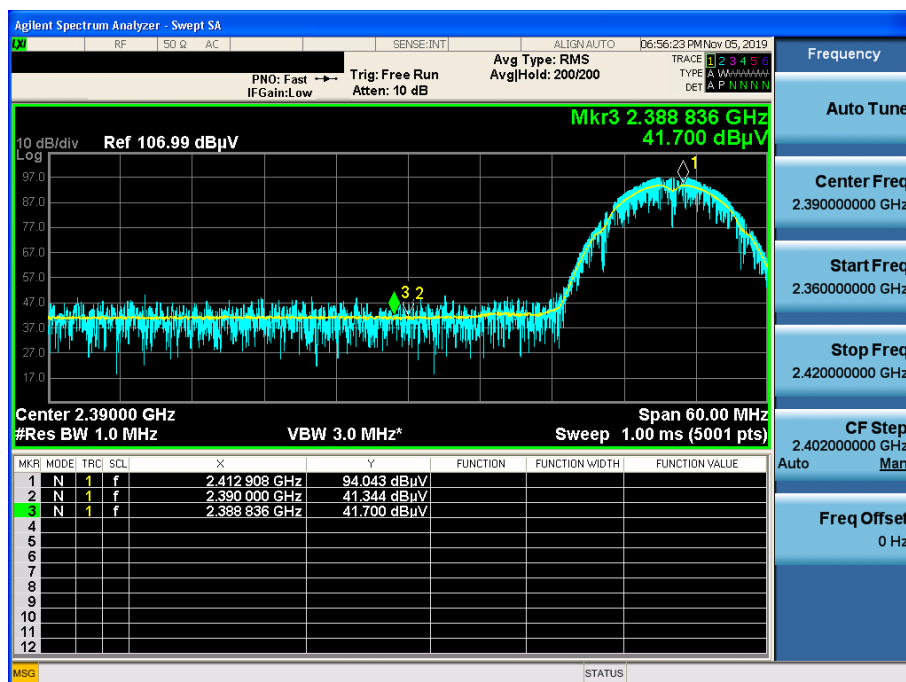 Agilent Spectrum Analyzer - Swept SA
LXI RF 50 Ω AC SENSE:INT ALIGN AUTO 06:56:23 PM Nov 05, 2019
Frequency
Avg Type: RMS TRACE 1 2 3 4 5 6
PNO: Fast Trig: Free Run Avg|Hold: 200/200 TYPE A WWWWW
IFGain:Low Atten: 10 dB DET A P N N N N
Auto Tune
Mkr3 2.388 836 GHz
10 dB/div Ref 106.99 dBµV 41.700 dBµV
Log
97.0
87.0
77.0
67.0
57.0
47.0
37.0
27.0
17.0
1
3 2
Center Freq
2.390000000 GHz
Start Freq
2.360000000 GHz
Stop Freq
2.420000000 GHz
Center 2.39000 GHz Span 60.00 MHz
#Res BW 1.0 MHz VBW 3.0 MHz* Sweep 1.00 ms (5001 pts)
CF Step
2.402000000 GHz
Auto Man
MKR MODE TRC SCL X Y FUNCTION FUNCTION WIDTH FUNCTION VALUE
1 N 1 f 2.412 908 GHz 94.043 dBµV
2 N 1 f 2.390 000 GHz 41.344 dBµV
3 N 1 f 2.388 836 GHz 41.700 dBµV
4
5
6
7
8
9
10
11
12
Freq Offset
0 Hz
MSG STATUS